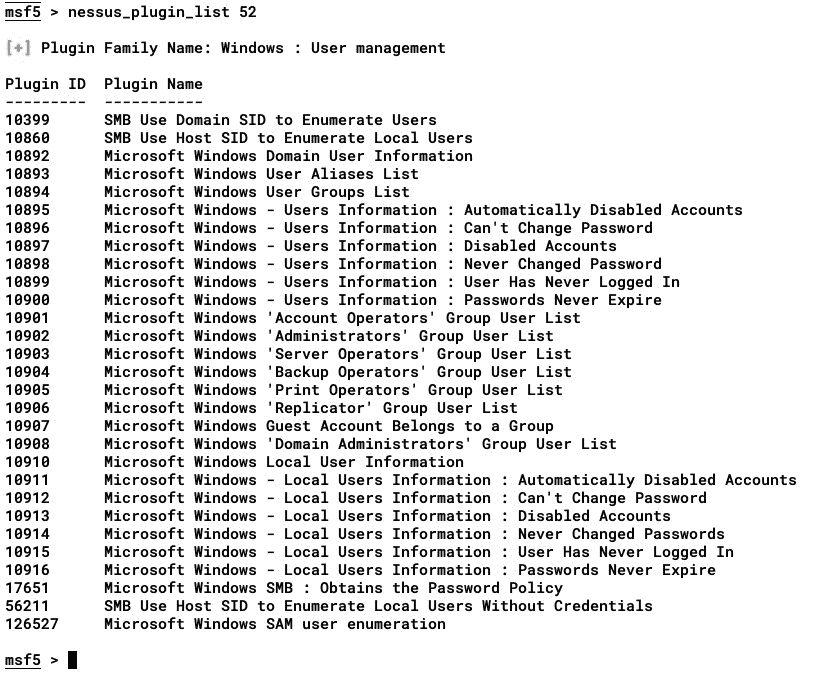 msf5 > nessus_plugin_list 52
[+] Plugin Family Name: Windows : User management
Plugin ID  Plugin Name
---------  -----------
10399      SMB Use Domain SID to Enumerate Users
10860      SMB Use Host SID to Enumerate Local Users
10892      Microsoft Windows Domain User Information
10893      Microsoft Windows User Aliases List
10894      Microsoft Windows User Groups List
10895      Microsoft Windows - Users Information : Automatically Disabled Accounts
10896      Microsoft Windows - Users Information : Can't Change Password
10897      Microsoft Windows - Users Information : Disabled Accounts
10898      Microsoft Windows - Users Information : Never Changed Password
10899      Microsoft Windows - Users Information : User Has Never Logged In
10900      Microsoft Windows - Users Information : Passwords Never Expire
10901      Microsoft Windows 'Account Operators' Group User List
10902      Microsoft Windows 'Administrators' Group User List
10903      Microsoft Windows 'Server Operators' Group User List
10904      Microsoft Windows 'Backup Operators' Group User List
10905      Microsoft Windows 'Print Operators' Group User List
10906      Microsoft Windows 'Replicator' Group User List
10907      Microsoft Windows Guest Account Belongs to a Group
10908      Microsoft Windows 'Domain Administrators' Group User List
10910      Microsoft Windows Local User Information
10911      Microsoft Windows - Local Users Information : Automatically Disabled Accounts
10912      Microsoft Windows - Local Users Information : Can't Change Password
10913      Microsoft Windows - Local Users Information : Disabled Accounts
10914      Microsoft Windows - Local Users Information : Never Changed Passwords
10915      Microsoft Windows - Local Users Information : User Has Never Logged In
10916      Microsoft Windows - Local Users Information : Passwords Never Expire
17651      Microsoft Windows SMB : Obtains the Password Policy
56211      SMB Use Host SID to Enumerate Local Users Without Credentials
126527     Microsoft Windows SAM user enumeration
msf5 >